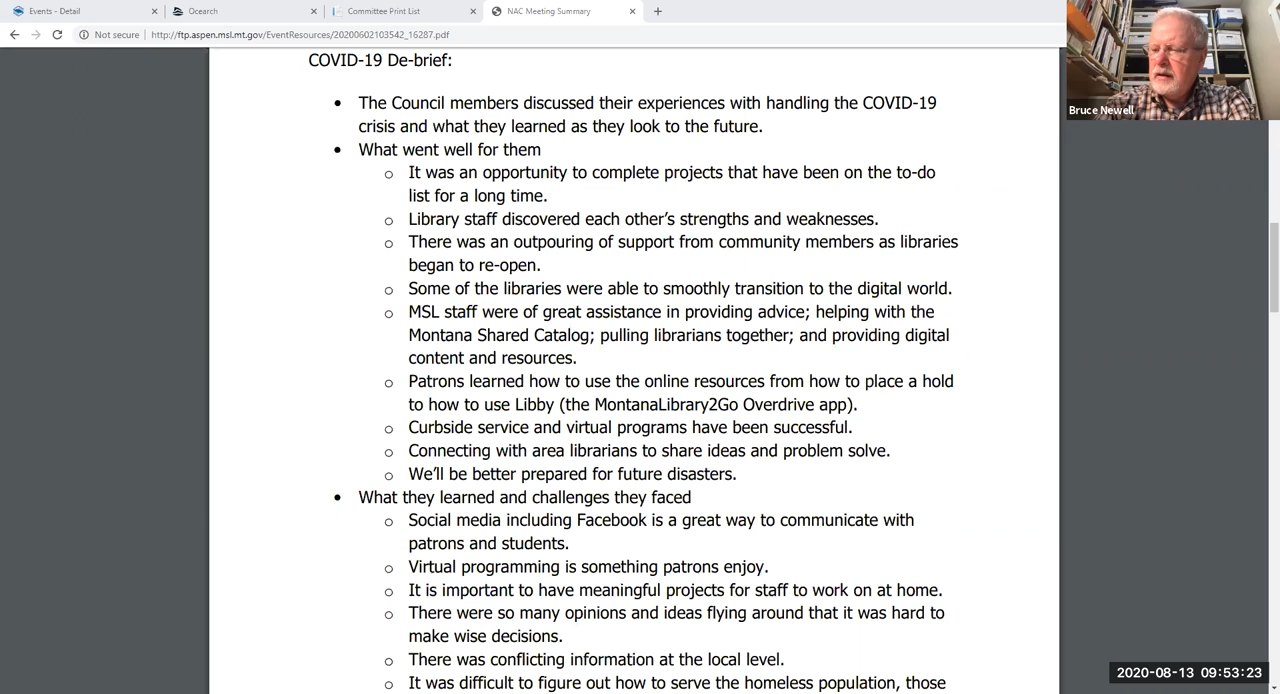 Events - Detail
Ocearch
Committee Print List
NAC Meeting Summary
Not secure
http://ftp.aspen.msl.mt.gov/EventResources/20200602103542_16287.pdf
Bruce Newell
COVID-19 De-brief:
• The Council members discussed their experiences with handling the COVID-19
crisis and what they learned as they look to the future.
• What went well for them
o It was an opportunity to complete projects that have been on the to-do
list for a long time.
o Library staff discovered each other's strengths and weaknesses.
o There was an outpouring of support from community members as libraries
began to re-open.
o Some of the libraries were able to smoothly transition to the digital world.
o MSL staff were of great assistance in providing advice; helping with the
Montana Shared Catalog; pulling librarians together; and providing digital
content and resources.
o Patrons learned how to use the online resources from how to place a hold
to how to use Libby (the MontanaLibrary2Go Overdrive app).
o Curbside service and virtual programs have been successful.
o Connecting with area librarians to share ideas and problem solve.
o We'll be better prepared for future disasters.
• What they learned and challenges they faced
o Social media including Facebook is a great way to communicate with
patrons and students.
o Virtual programming is something patrons enjoy.
o It is important to have meaningful projects for staff to work on at home.
o There were so many opinions and ideas flying around that it was hard to
make wise decisions.
o There was conflicting information at the local level.
o It was difficult to figure out how to serve the homeless population, those
2020-08-13 09:53:23